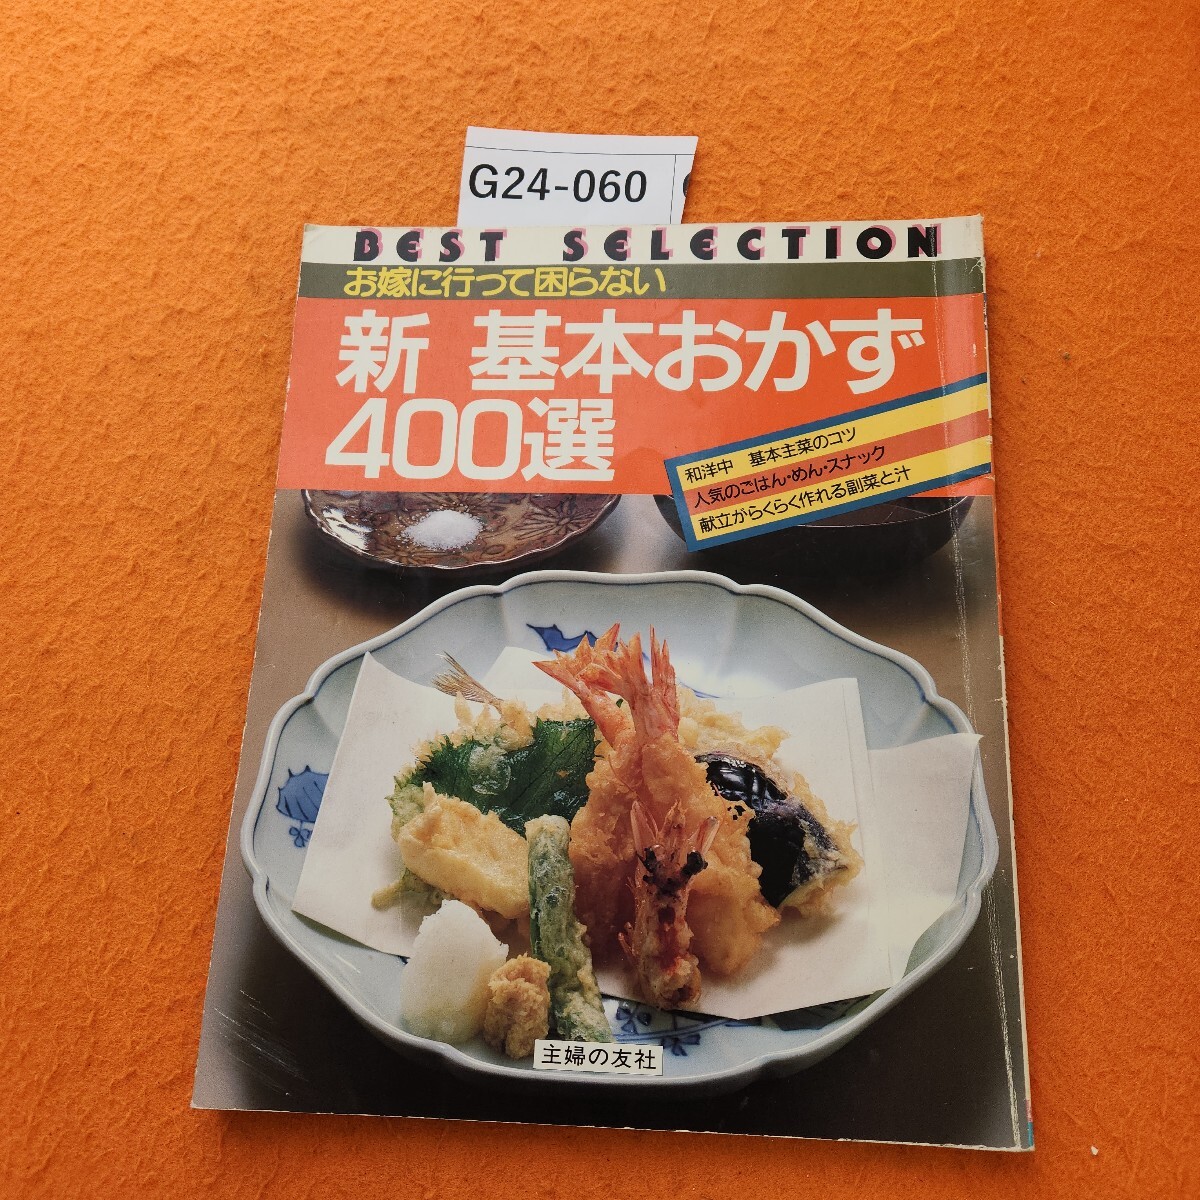 G24-060
BEST SELECTION
お嫁に行って困らない
新 基本おかず
400選
和洋中 基本主菜のコツ
人気のごはん・めん・スナック
献立がらくらく作れる副菜と汁
主婦の友社